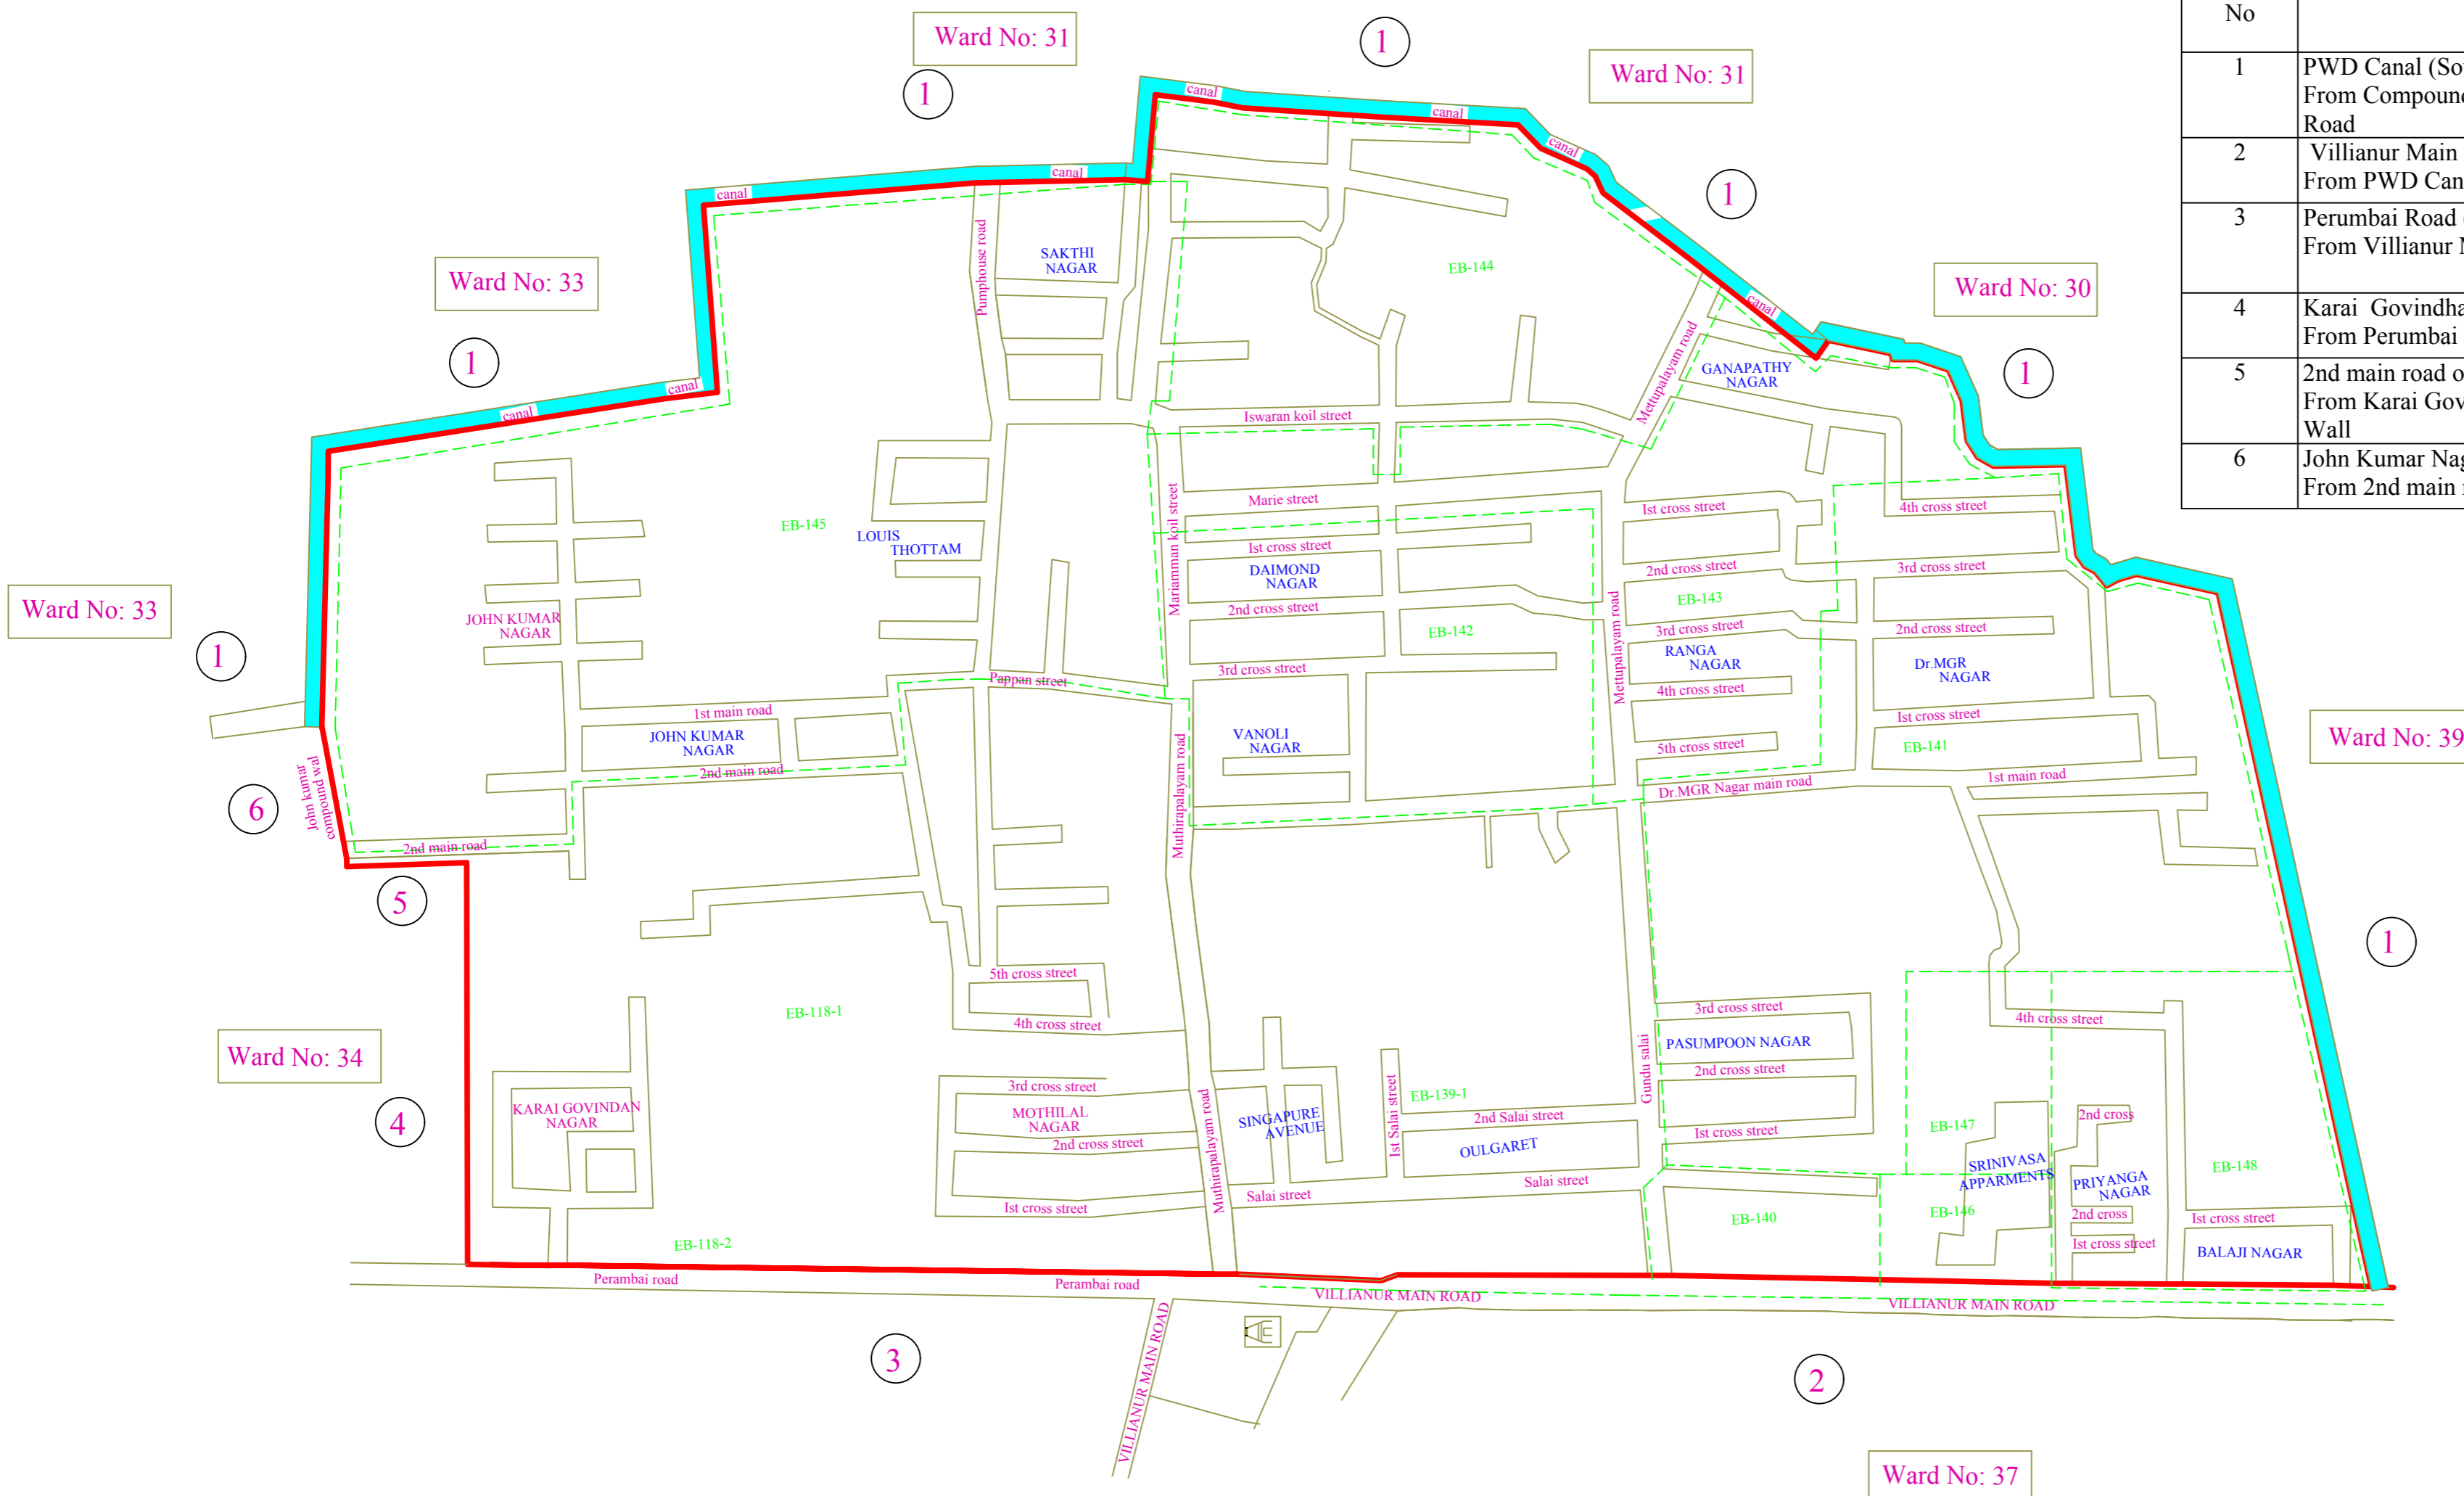 No
1
PWD Canal (So
From Compoun
Road
2
Villianur Main
From PWD Can
3
Perumbai Road
From Villianur
4
Karai Govindha
From Perumbai
5
2nd main road o
From Karai Gov
Wall
6
John Kumar Nag
From 2nd main
Ward No: 31
1
1
Ward No: 31
canal
canal
canal
canal
canal
1
Ward No: 33
1
Pumphouse road
SAKTHI
NAGAR
EB-144
canal
Ward No: 30
1
Mettupalayam road
GANAPATHY
NAGAR
canal
canal
Iswaran koil street
Mariamman koil street
Marie street
Ist cross street
4th cross street
EB-145
LOUIS
THOTTAM
Ist cross street
DAIMOND
NAGAR
2nd cross street
2nd cross street
3rd cross street
EB-143
Mettupalayam road
Ward No: 33
1
JOHN KUMAR
NAGAR
EB-142
3rd cross street
2nd cross street
RANGA
NAGAR
Dr.MGR
NAGAR
3rd cross street
Pappan street
4th cross street
1st main road
Ist cross street
JOHN KUMAR
NAGAR
VANOLI
NAGAR
5th cross street
EB-141
Ward No: 39
2nd main road
Muthirapalayam road
Dr.MGR Nagar main road
1st main road
6
John kumar
compound wal
2nd main road
5
1
5th cross street
EB-118-1
4th cross street
3rd cross street
4th cross street
Ward No: 34
Gundu salai
PASUMPOON NAGAR
2nd cross street
4
KARAI GOVINDAN
NAGAR
3rd cross street
MOTHILAL
NAGAR
2nd cross street
Muthirapalayam road
SINGAPURE
AVENUE
Ist Salai street
EB-139-1
2nd Salai street
OULGARET
Ist cross street
EB-147
2nd cross
SRINIVASA
APPARMENTS
PRIYANGA
NAGAR
EB-148
Ist cross street
Salai street
Salai street
EB-140
EB-146
2nd cross
Ist cross street
EB-118-2
Ist cross street
BALAJI NAGAR
Perambai road
Perambai road
VILLIANUR MAIN ROAD
VILLIANUR MAIN ROAD
VILLIANUR MAIN ROAD
3
2
Ward No: 37